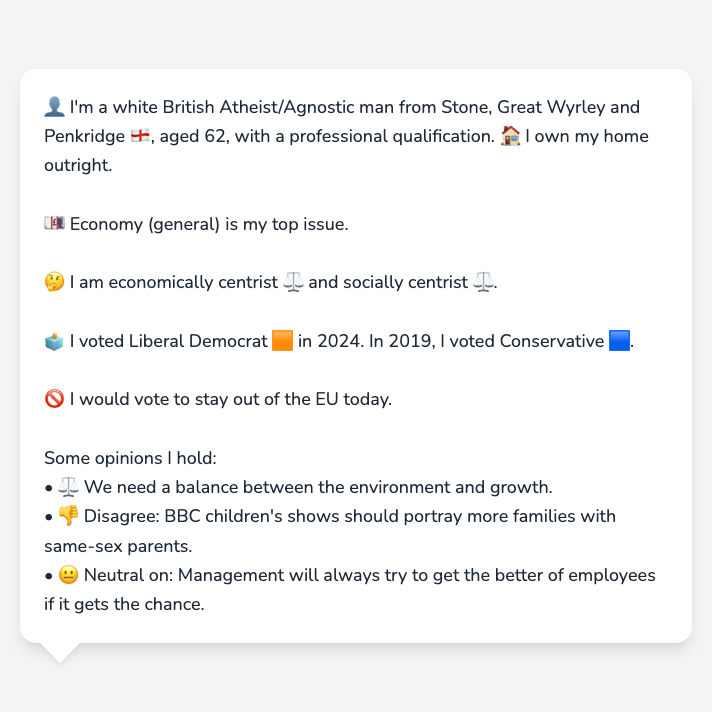 👤 I'm a white British Atheist/Agnostic man from Stone, Great Wyrley and
Penkridge 🏴󠁧󠁢󠁥󠁮󠁧󠁿, aged 62, with a professional qualification. 🏠 I own my home
outright.
💷 Economy (general) is my top issue.
🤔 I am economically centrist ⚖️ and socially centrist ⚖️.
🗳️ I voted Liberal Democrat 🟧 in 2024. In 2019, I voted Conservative 🟦.
🚫 I would vote to stay out of the EU today.
Some opinions I hold:
• ⚖️ We need a balance between the environment and growth.
• 👎 Disagree: BBC children's shows should portray more families with
same-sex parents.
• 😐 Neutral on: Management will always try to get the better of employees
if it gets the chance.